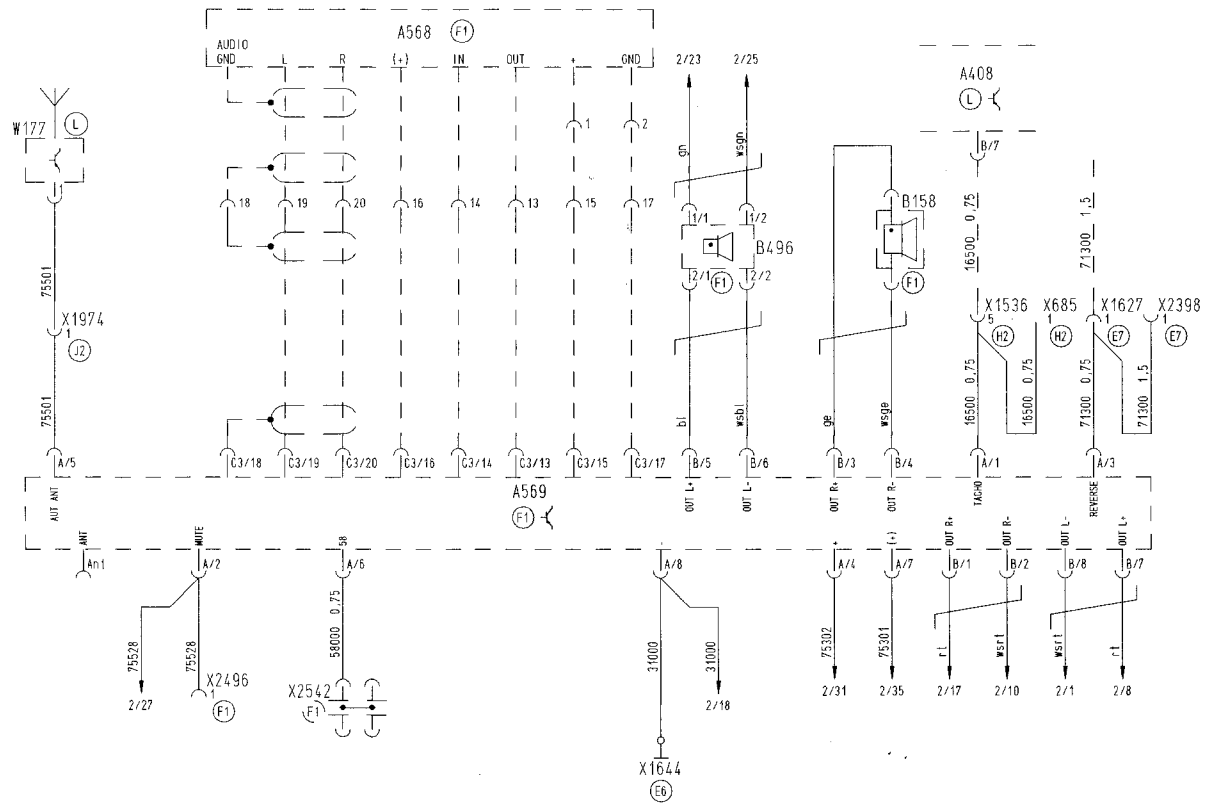 A568 F1
AUDIO
GND L R (+) IN OUT + GND
2/23 2/25
A408
L
W177 L
1 2
gn wsgn
B/7
1
18 19 20 16 14 13 15 17
1/1 1/2
B158
B496
2/1 2/2
F1 F1
16500 0,75
71300 1,5
75501
X1974
1
J2
X1536
5
H2
X685
1
H2
X1627
1
E7
X2398
1
E7
75501
bl wsbl ge wsge
16500 0,75
16500 0,75
71300 0,75
71300 1,5
A/5 C3/18 C3/19 C3/20 C3/16 C3/14 C3/13 C3/15 C3/17 B/5 B/6 B/3 B/4 A/1 A/3
A569
F1
AUT ANT
OUT L+ OUT L- OUT R+ OUT R- TACHO REVERSE
ANT MUTE 58 - + (+) OUT R+ OUT R- OUT L- OUT L+
An1 A/2 A/6 A/8 A/4 A/7 B/1 B/2 B/8 B/7
75528 75528 58000 0,75 31000 31000 75302 75301 rt wsrt wsrt rt
2/27
X2496
1
F1
X2542
F1
2/18 2/31 2/35 2/17 2/10 2/1 2/8
X1644
E6